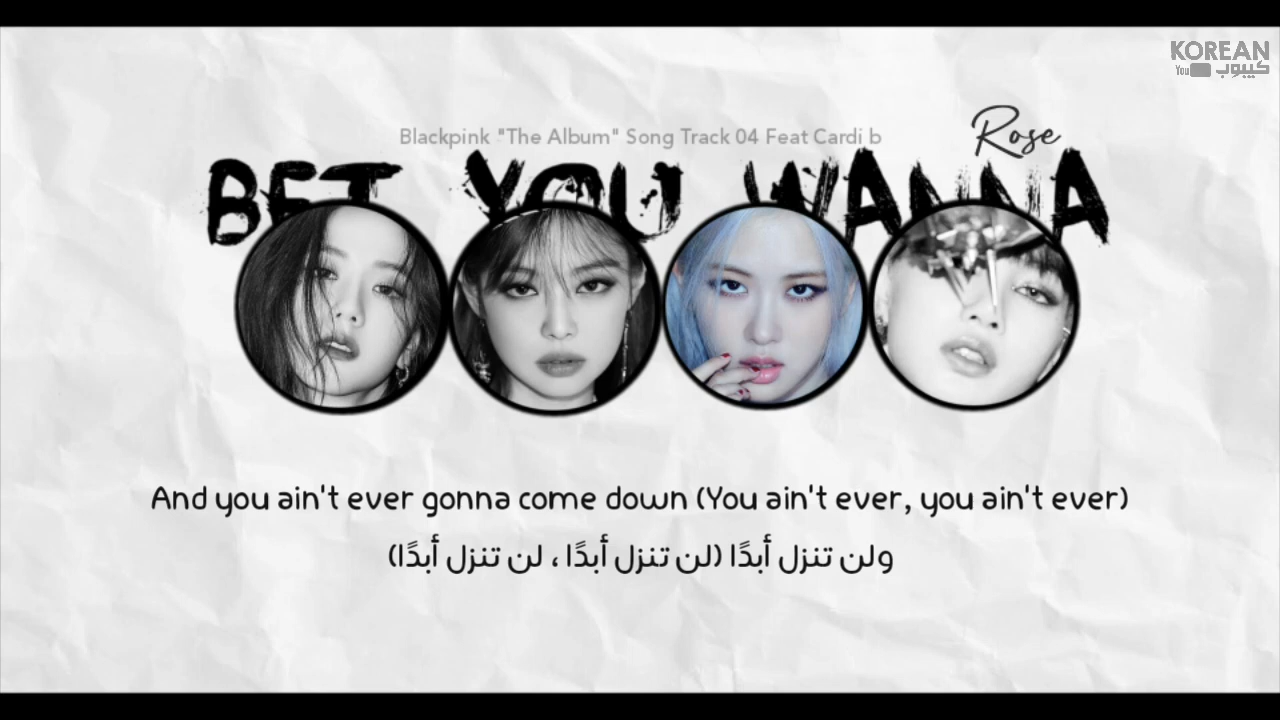 KOREAN
You كيبوب
Rose
Blackpink "The Album" Song Track 04 Feat Cardi b
BET YOU WANNA
And you ain't ever gonna come down (You ain't ever, you ain't ever)
ولن تنزل أبدًا (لن تنزل أبدًا ، لن تنزل أبدًا)